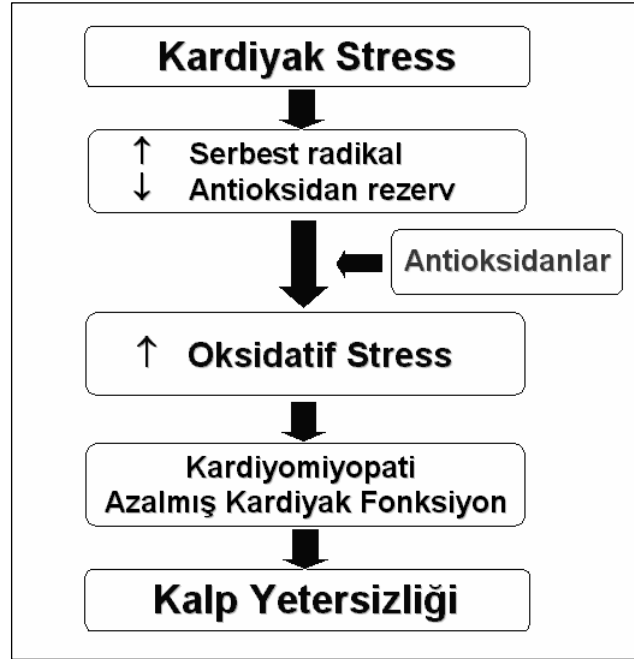 Kardiyak Stress
↑ Serbest radikal
↓ Antioksidan rezerv
Antioksidanlar
↑ Oksidatif Stress
Kardiyomiyopati
Azalmış Kardiyak Fonksiyon
Kalp Yetersizliği